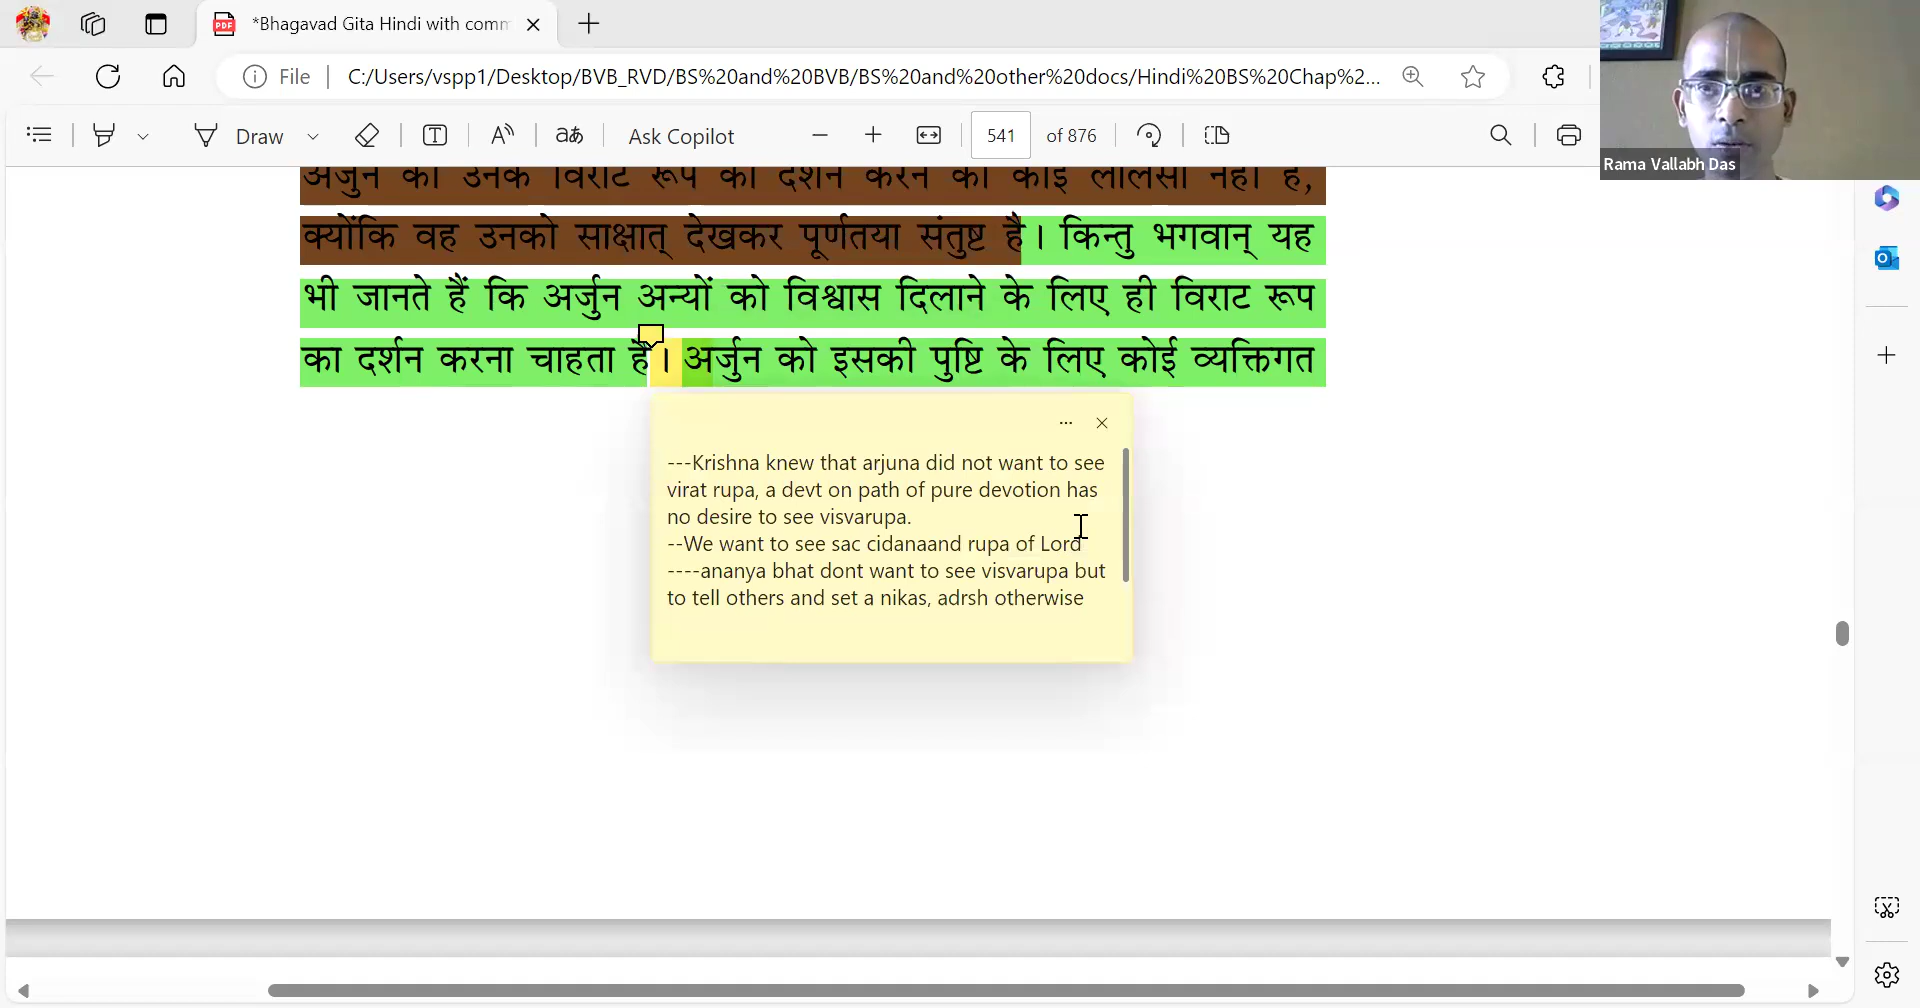 *Bhagavad Gita Hindi with comm
File
C:/Users/vspp1/Desktop/BVB_RVD/BS%20and%20BVB/BS%20and%20other%20docs/Hindi%20BS%20Chap%2...
Draw
Ask Copilot
541 of 876
Rama Vallabh Das
अर्जुन को उनके विराट रूप का दर्शन करने की कोई लालसा नहीं है,
क्योंकि वह उनको साक्षात् देखकर पूर्णतया संतुष्ट है। किन्तु भगवान् यह
भी जानते हैं कि अर्जुन अन्यों को विश्वास दिलाने के लिए ही विराट रूप
का दर्शन करना चाहता है। अर्जुन को इसकी पुष्टि के लिए कोई व्यक्तिगत
---Krishna knew that arjuna did not want to see
virat rupa, a devt on path of pure devotion has
no desire to see visvarupa.
--We want to see sac cidanaand rupa of Lord
----ananya bhat dont want to see visvarupa but
to tell others and set a nikas, adrsh otherwise